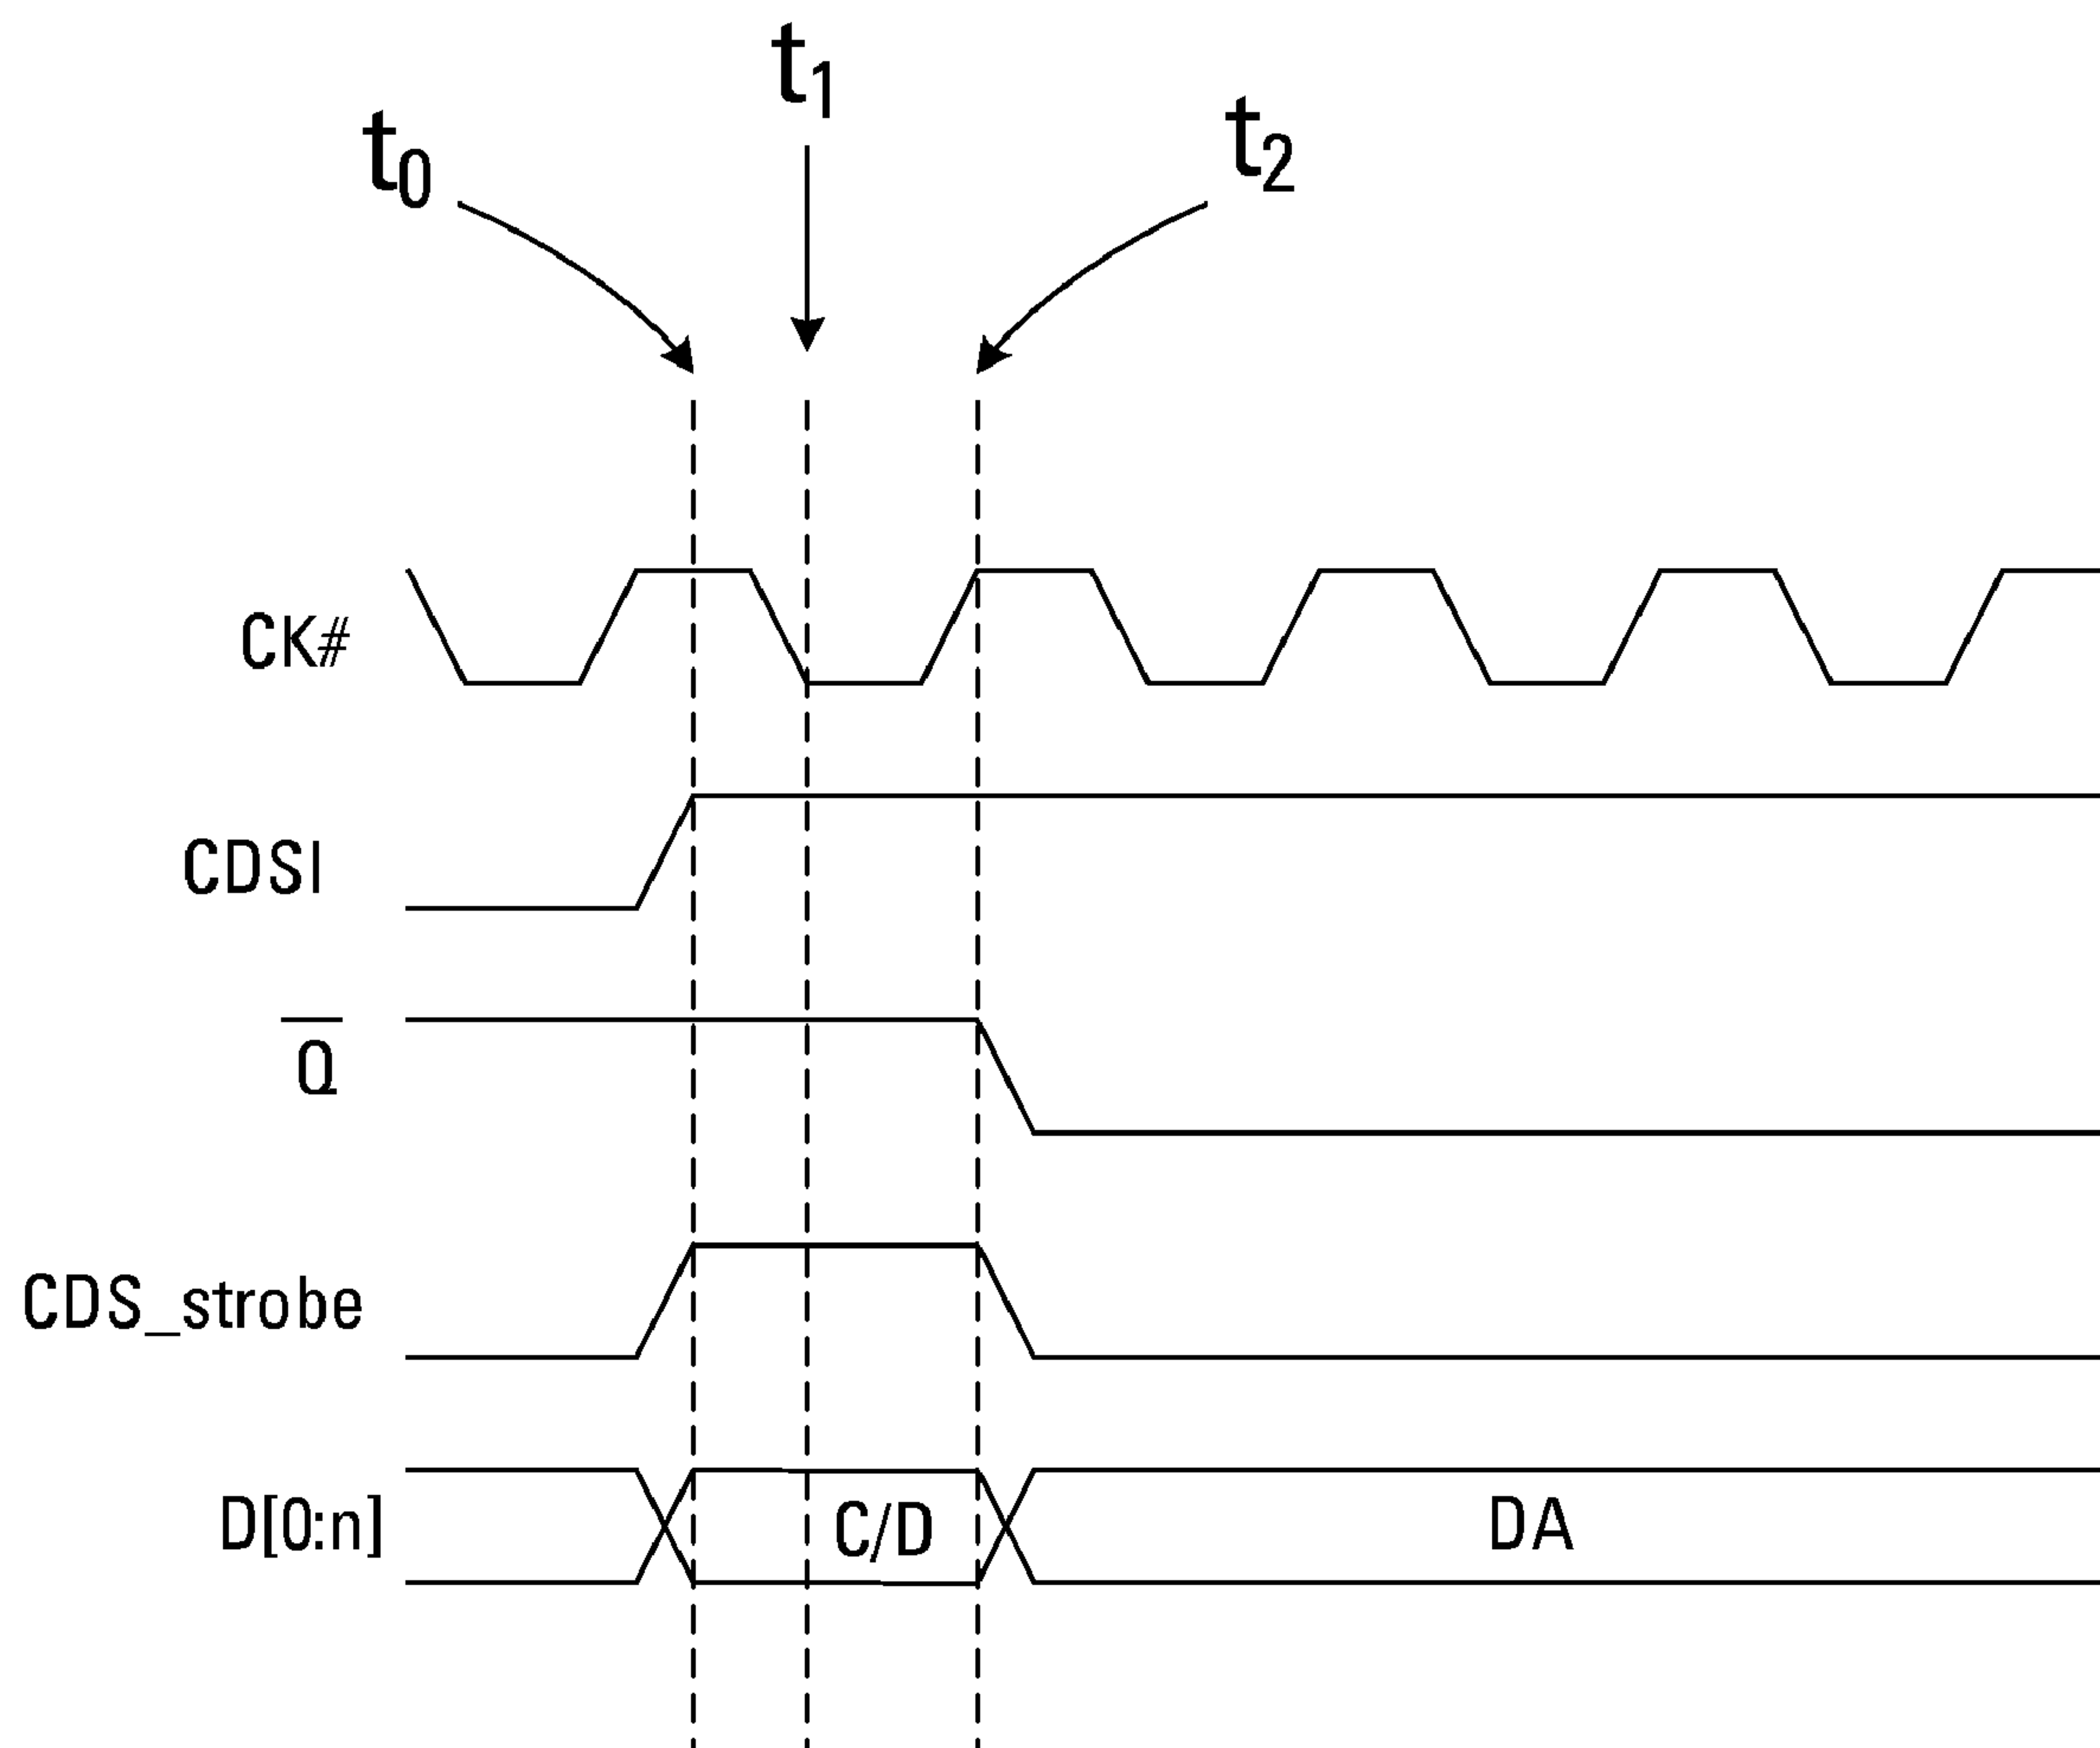 t1
t0
t2
CK#
CDSI
Q̅
CDS_strobe
D[0:n]
C/D
DA